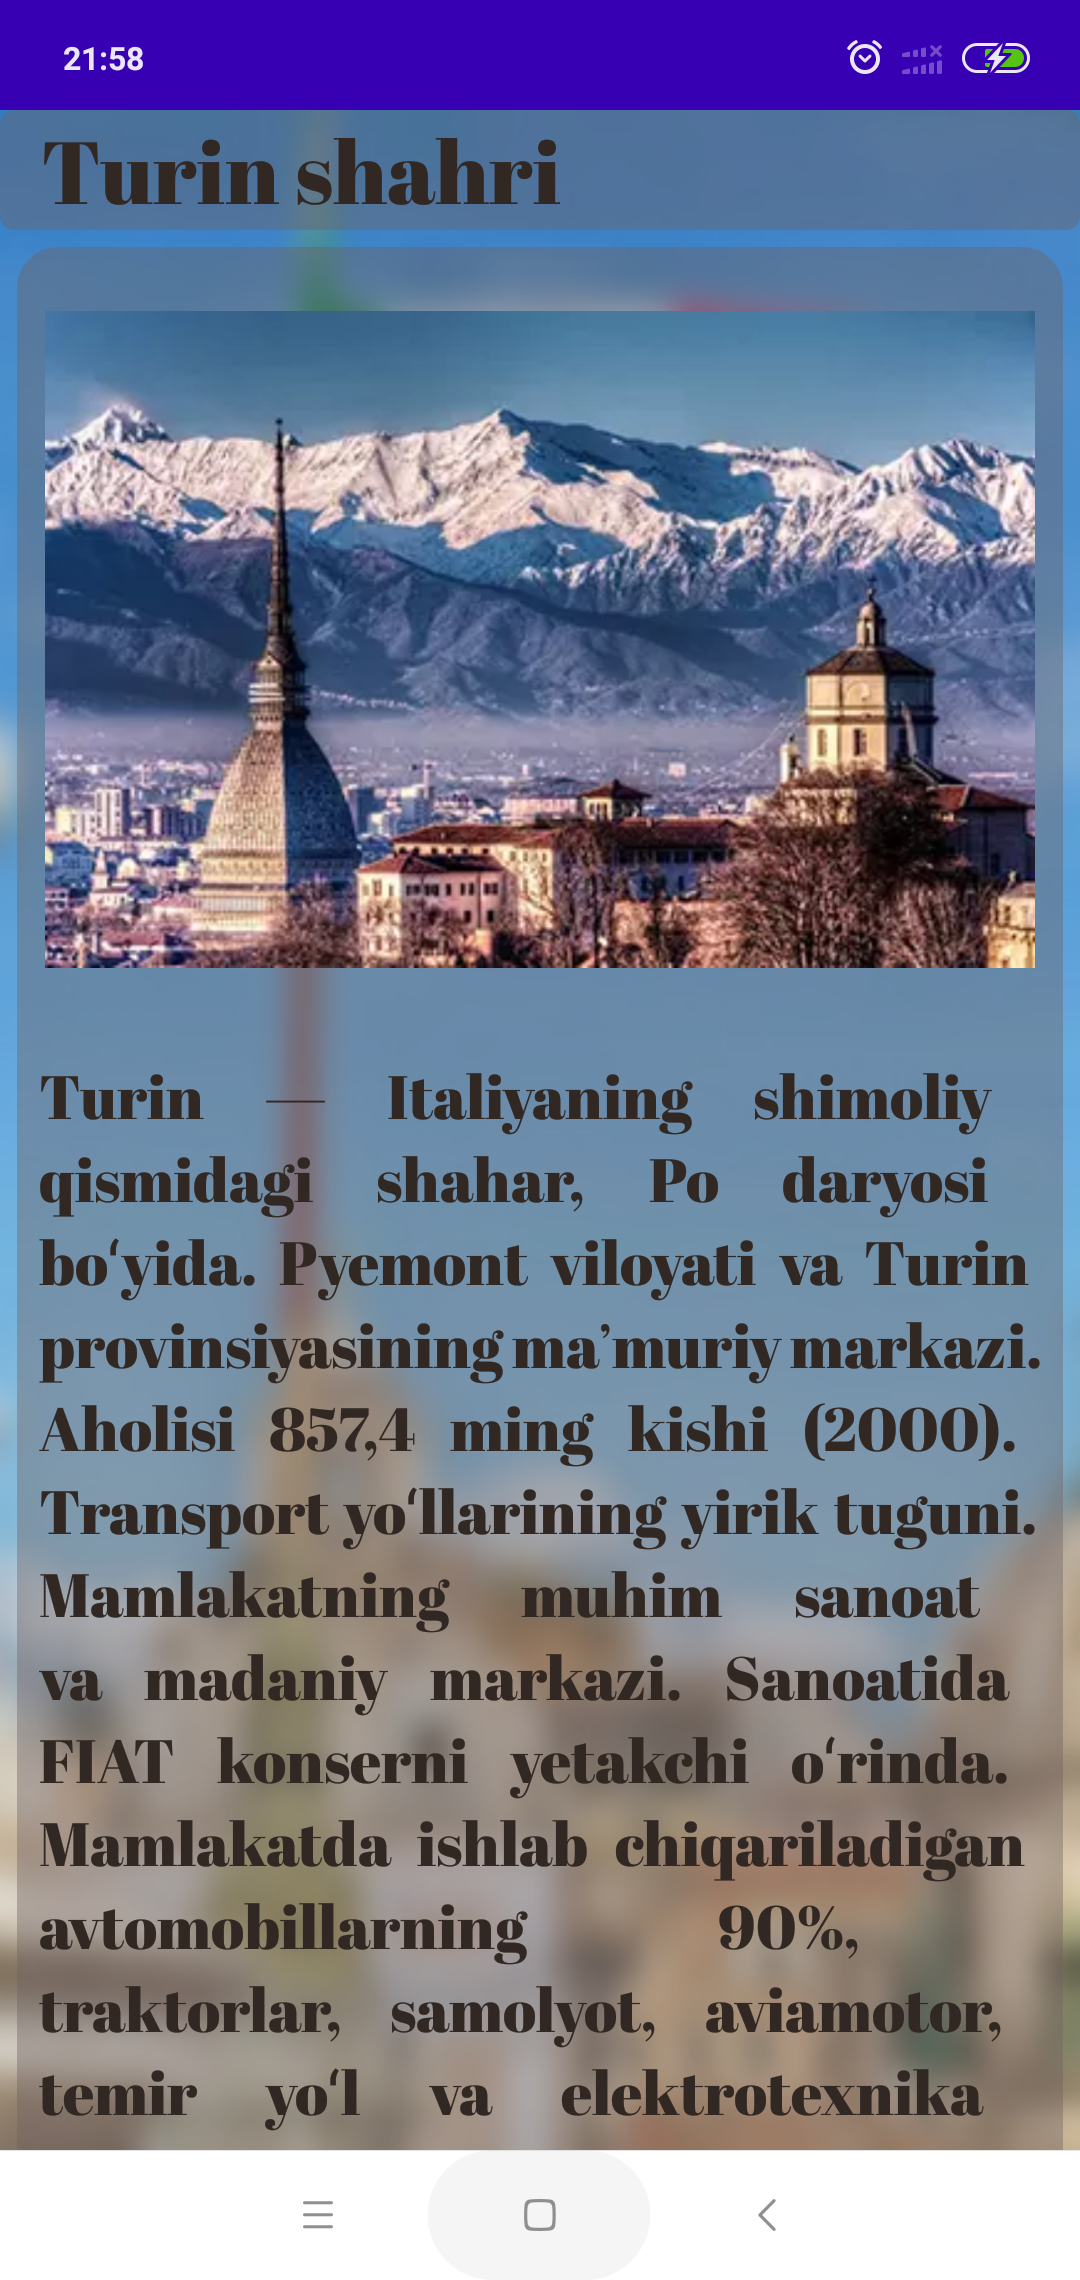 21:58
Turin shahri
Turin — Italiyaning shimoliy
qismidagi shahar, Po daryosi
boʻyida. Pyemont viloyati va Turin
provinsiyasining maʼmuriy markazi.
Aholisi 857,4 ming kishi (2000).
Transport yoʻllarining yirik tuguni.
Mamlakatning muhim sanoat
va madaniy markazi. Sanoatida
FIAT konserni yetakchi oʻrinda.
Mamlakatda ishlab chiqariladigan
avtomobillarning 90%,
traktorlar, samolyot, aviamotor,
temir yoʻl va elektrotexnika